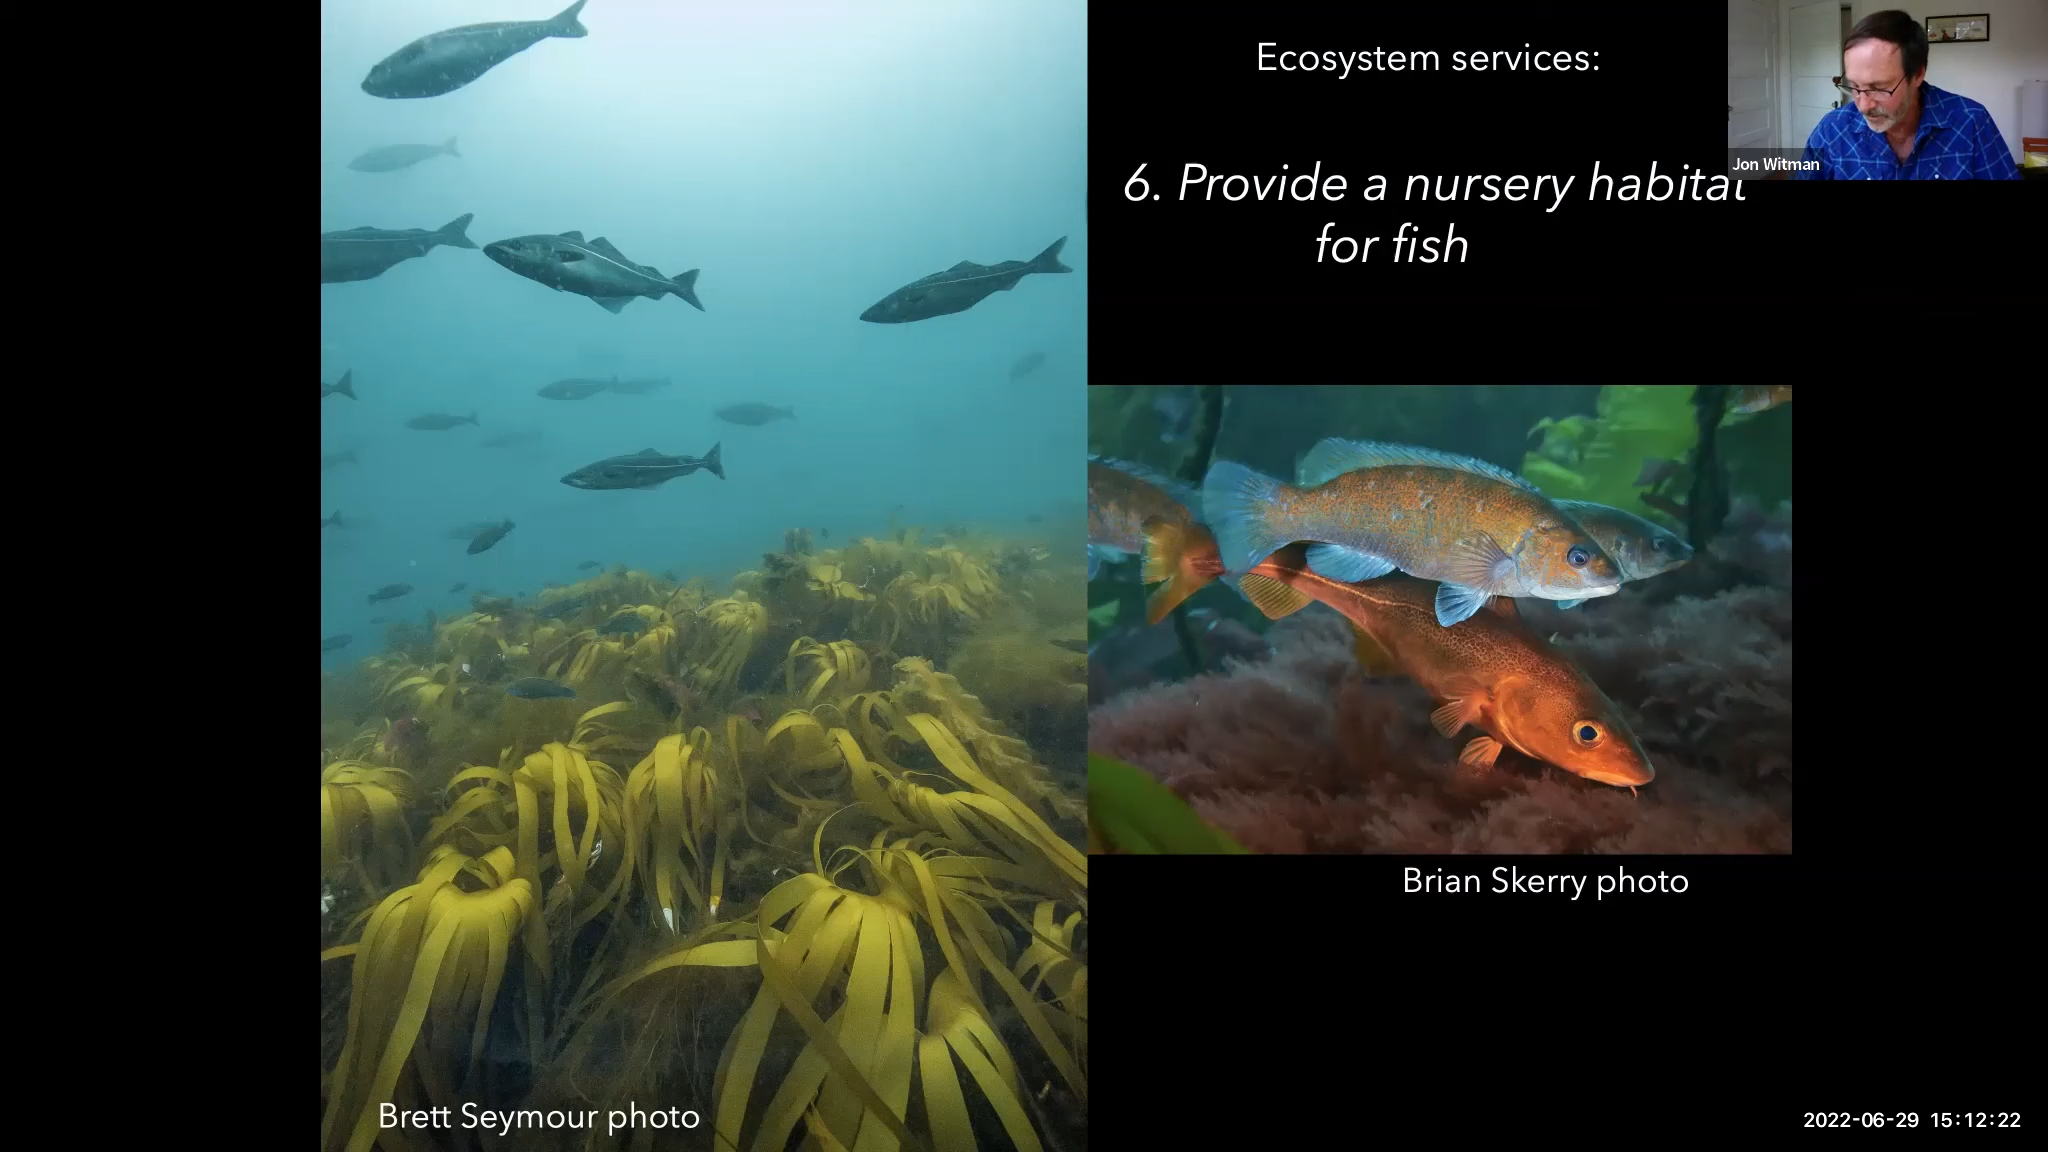 Ecosystem services:
Jon Witman
6. Provide a nursery habitat
for fish
Brian Skerry photo
Brett Seymour photo
2022-06-29 15:12:22